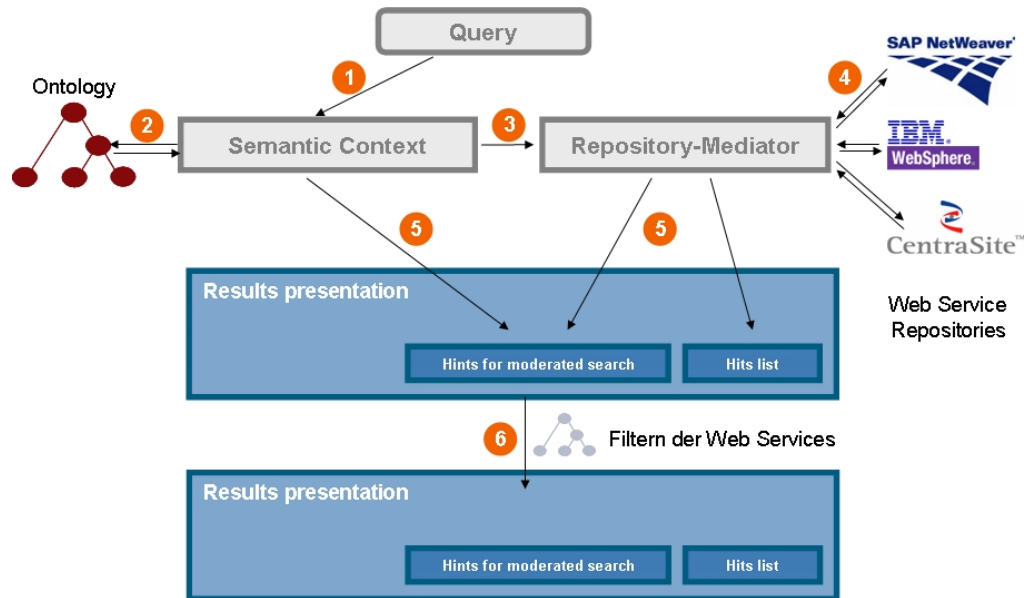 Query
SAP NetWeaver
1
4
Ontology
2
Semantic Context
3
Repository-Mediator
IBM.
WebSphere.
5
5
CentraSite™
Results presentation
Web Service
Repositories
Hints for moderated search
Hits list
6
Filtern der Web Services
Results presentation
Hints for moderated search
Hits list